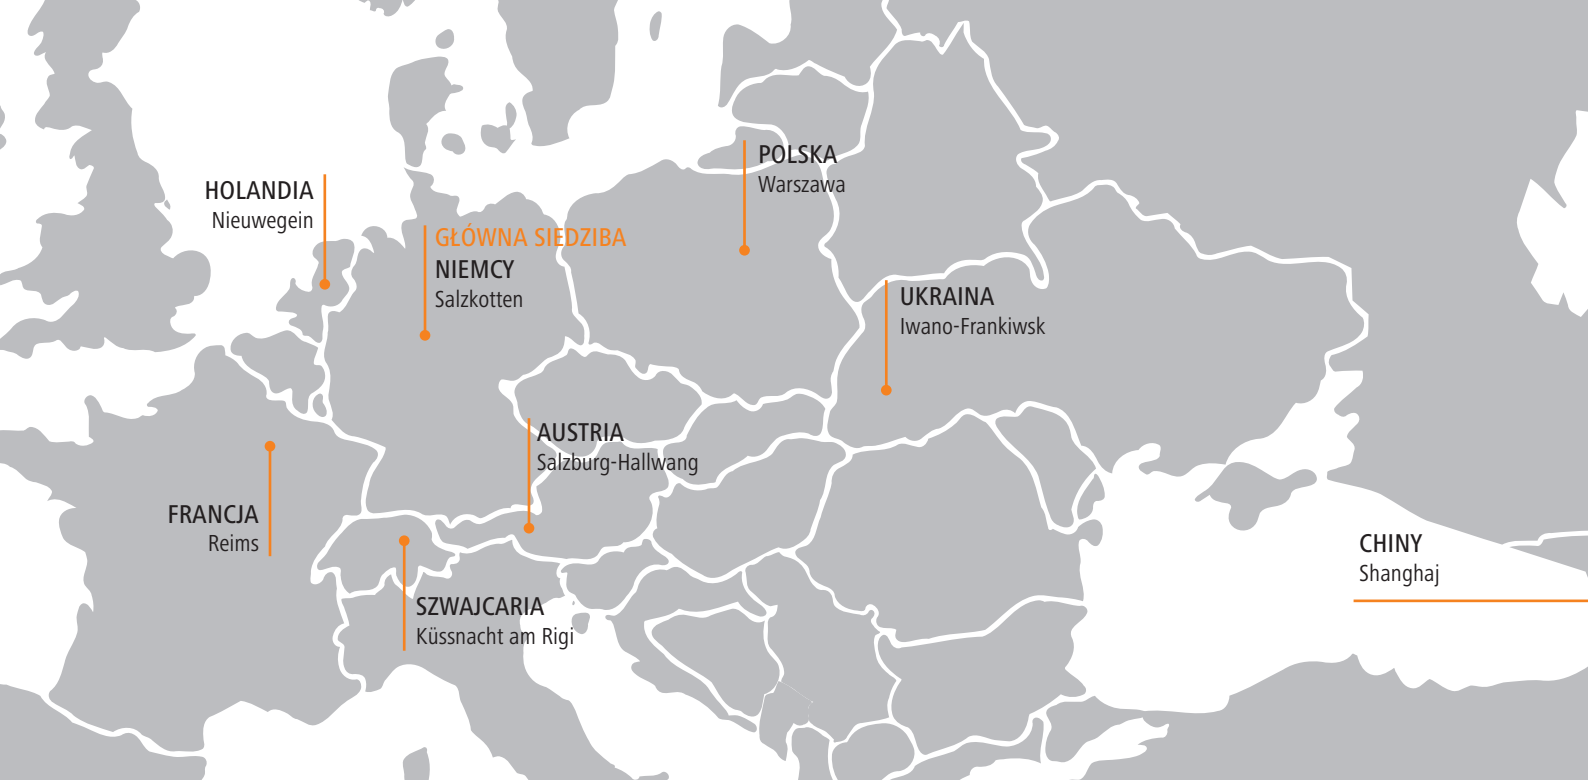 POLSKA
Warszawa
HOLANDIA
Nieuwegein
GŁÓWNA SIEDZIBA
NIEMCY
Salzkotten
UKRAINA
Iwano-Frankiwsk
AUSTRIA
Salzburg-Hallwang
FRANCJA
Reims
CHINY
Shanghaj
SZWAJCARIA
Küssnacht am Rigi